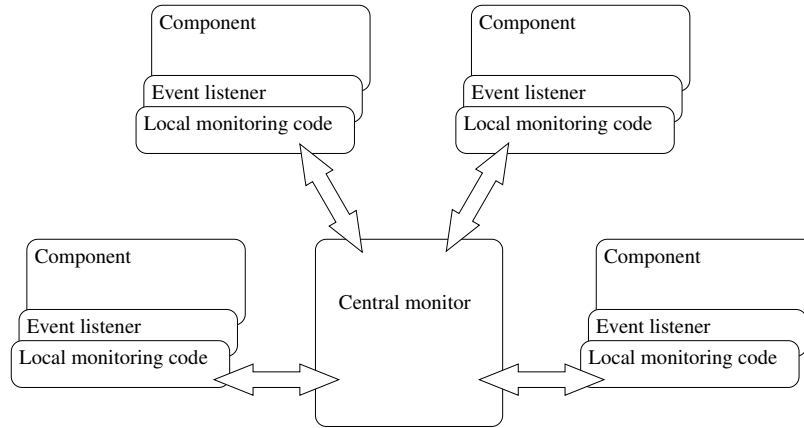 Component
Event listener
Local monitoring code
Component
Event listener
Local monitoring code
Component
Event listener
Local monitoring code
Central monitor
Component
Event listener
Local monitoring code